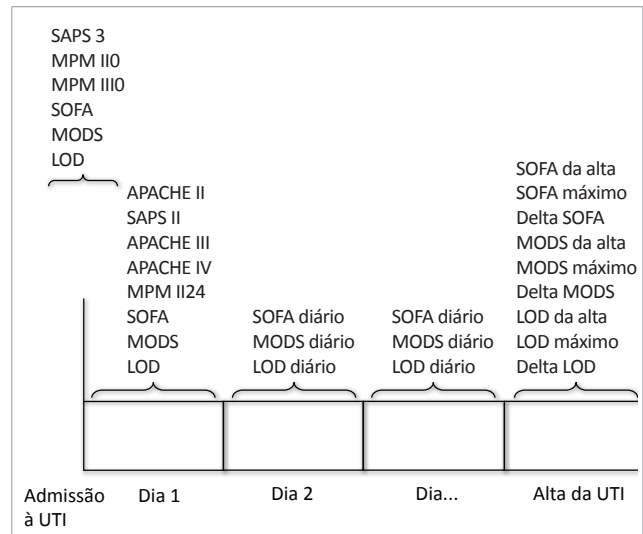 SAPS 3
MPM II0
MPM III0
SOFA
MODS
LOD
APACHE II
SAPS II
APACHE III
APACHE IV
MPM II24
SOFA
MODS
LOD
SOFA diário
MODS diário
LOD diário
SOFA diário
MODS diário
LOD diário
SOFA da alta
SOFA máximo
Delta SOFA
MODS da alta
MODS máximo
Delta MODS
LOD da alta
LOD máximo
Delta LOD
Admissão
à UTI
Dia 1
Dia 2
Dia...
Alta da UTI